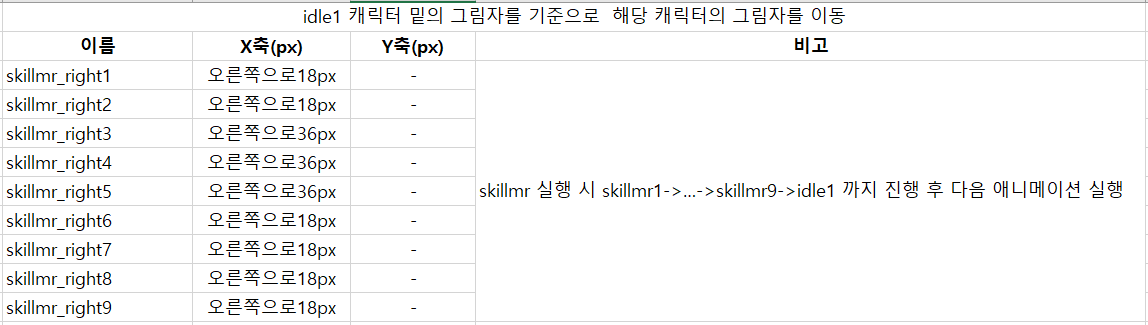 idle1 캐릭터 밑의 그림자를 기준으로  해당 캐릭터의 그림자를 이동
이름 X축(px) Y축(px) 비고
skillmr_right1 오른쪽으로18px -
skillmr_right2 오른쪽으로18px -
skillmr_right3 오른쪽으로36px -
skillmr_right4 오른쪽으로36px -
skillmr_right5 오른쪽으로36px - skillmr 실행 시 skillmr1->...->skillmr9->idle1 까지 진행 후 다음 애니메이션 실행
skillmr_right6 오른쪽으로18px -
skillmr_right7 오른쪽으로18px -
skillmr_right8 오른쪽으로18px -
skillmr_right9 오른쪽으로18px -